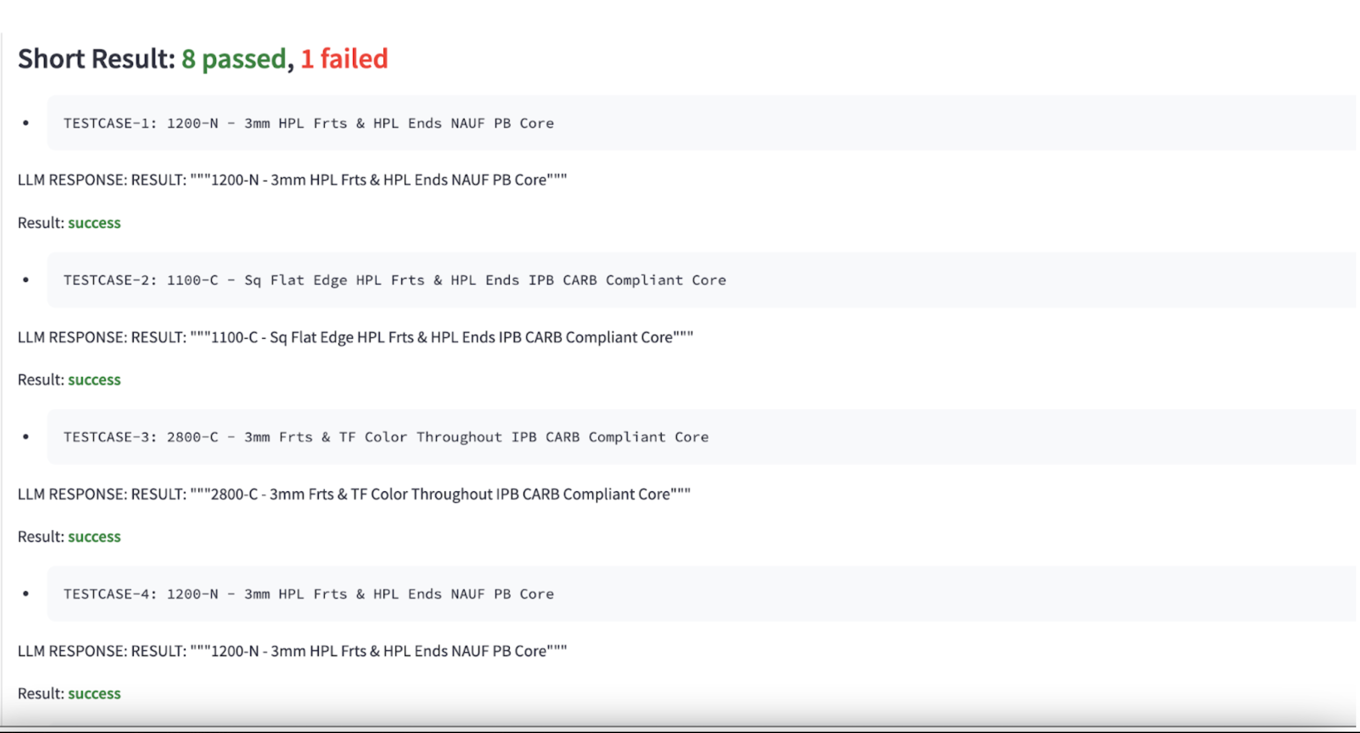 Short Result: 8 passed, 1 failed
• TESTCASE-1: 1200-N - 3mm HPL Frts & HPL Ends NAUF PB Core
LLM RESPONSE: RESULT: """1200-N - 3mm HPL Frts & HPL Ends NAUF PB Core"""
Result: success
• TESTCASE-2: 1100-C - Sq Flat Edge HPL Frts & HPL Ends IPB CARB Compliant Core
LLM RESPONSE: RESULT: """1100-C - Sq Flat Edge HPL Frts & HPL Ends IPB CARB Compliant Core"""
Result: success
• TESTCASE-3: 2800-C - 3mm Frts & TF Color Throughout IPB CARB Compliant Core
LLM RESPONSE: RESULT: """2800-C - 3mm Frts & TF Color Throughout IPB CARB Compliant Core"""
Result: success
• TESTCASE-4: 1200-N - 3mm HPL Frts & HPL Ends NAUF PB Core
LLM RESPONSE: RESULT: """1200-N - 3mm HPL Frts & HPL Ends NAUF PB Core"""
Result: success